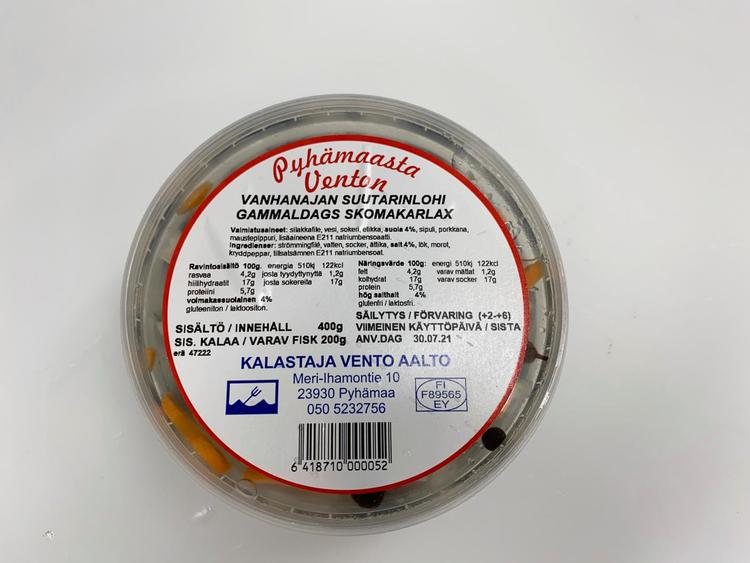 Pyhämaasta
Venton
VANHANAJAN SUUTARINLOHI
GAMMALDAGS SKOMAKARLAX
Valmistusaineet: silakkafile, vesi, sokeri, etikka, suola 4%, sipuli, porkkana,
maustepippuri, lisäaineena E211 natriumbensoaatti.
Ingredienser: strömmingfilé, vatten, socker, ättika, salt 4%, lök, morot,
kryddpeppar, tillsatsämnen E211 natriumbensoat.
Ravintosisältö 100g. energia 510kj 122kcl
rasvaa 4,2g josta tyydyttynyttä 1,2g
hiilihydraatit 17g josta sokereita 17g
proteiini 5,7g
voimakassuolainen 4%
gluteeniton / laktoositon.
Näringsvärde 100g: energi 510kj 122kcl
fett 4,2g varav mättat 1,2g
kolhydrat 17g varav socker 17g
protein 5,7g
hög salthalt 4%
glutenfri / laktosfri.
SÄILYTYS / FÖRVARING (+2-+6)
SISÄLTÖ / INNEHÅLL 400g
VIIMEINEN KÄYTTÖPÄIVÄ / SISTA
SIS. KALAA / VARAV FISK 200g
ANV.DAG 30.07.21
erä 47222
KALASTAJA VENTO AALTO
Meri-Ihamontie 10
23930 Pyhämaa
050 5232756
FI
F89565
EY
6 418710 000052